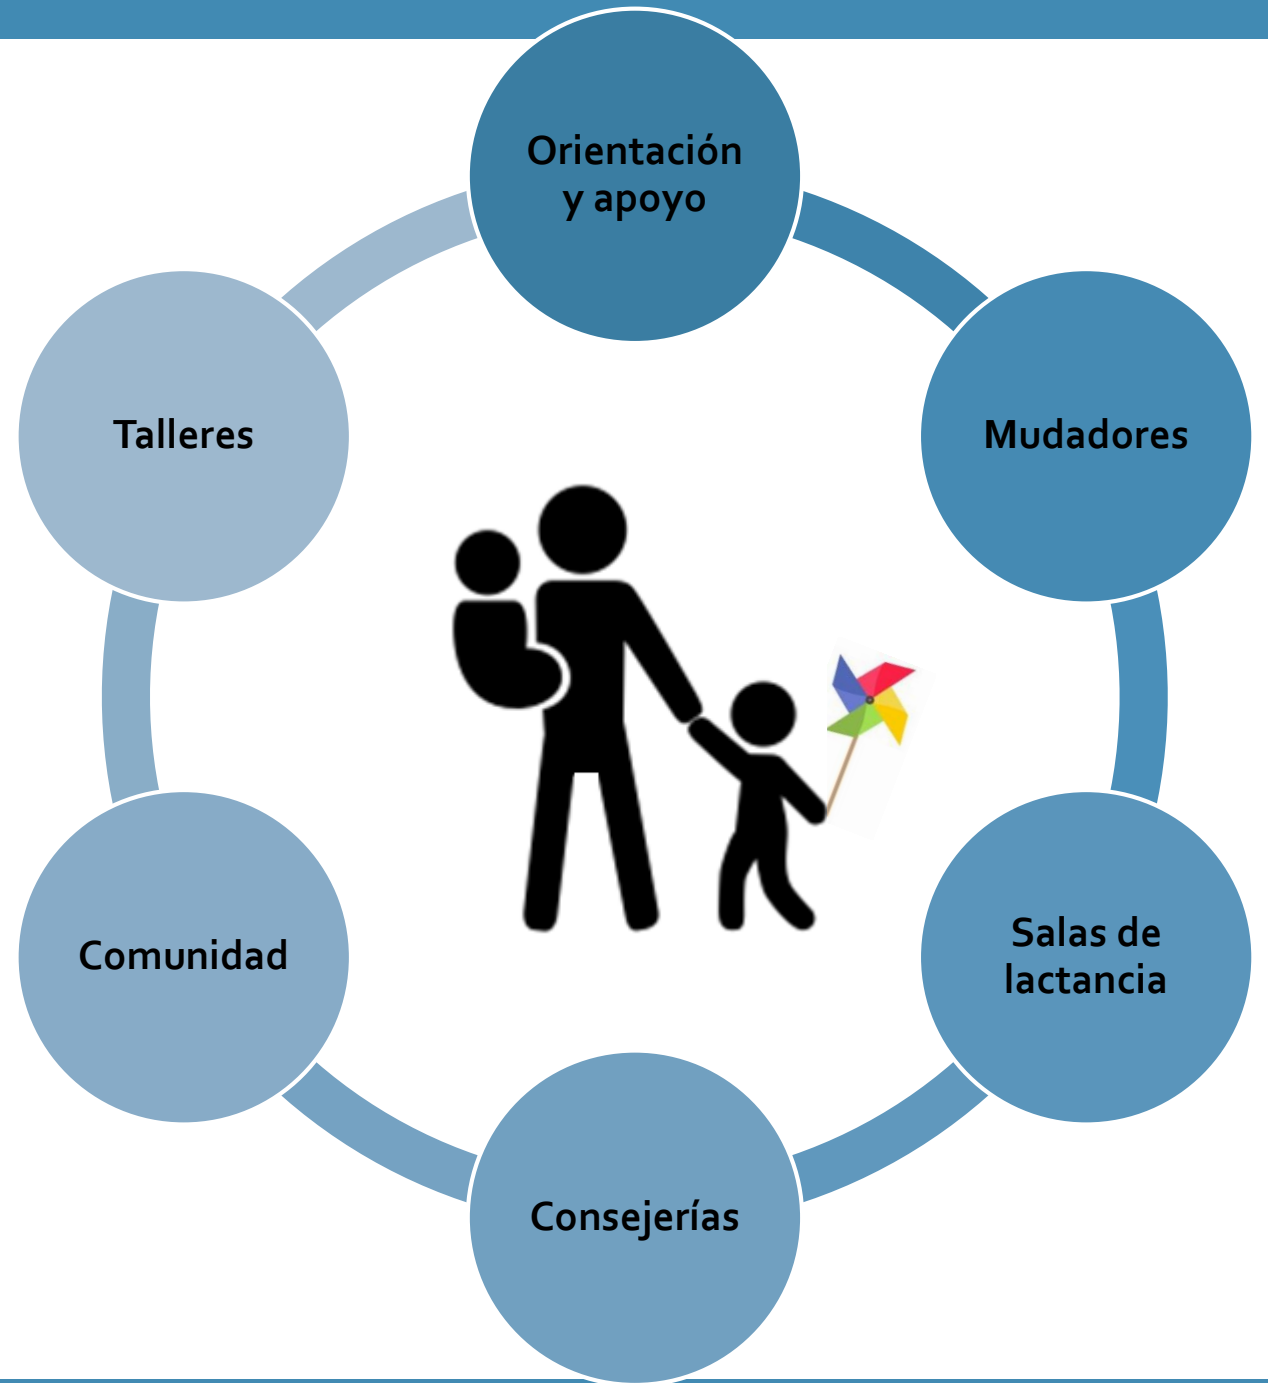 Orientación
y apoyo
Mudadores
Salas de
lactancia
Consejerías
Comunidad
Talleres